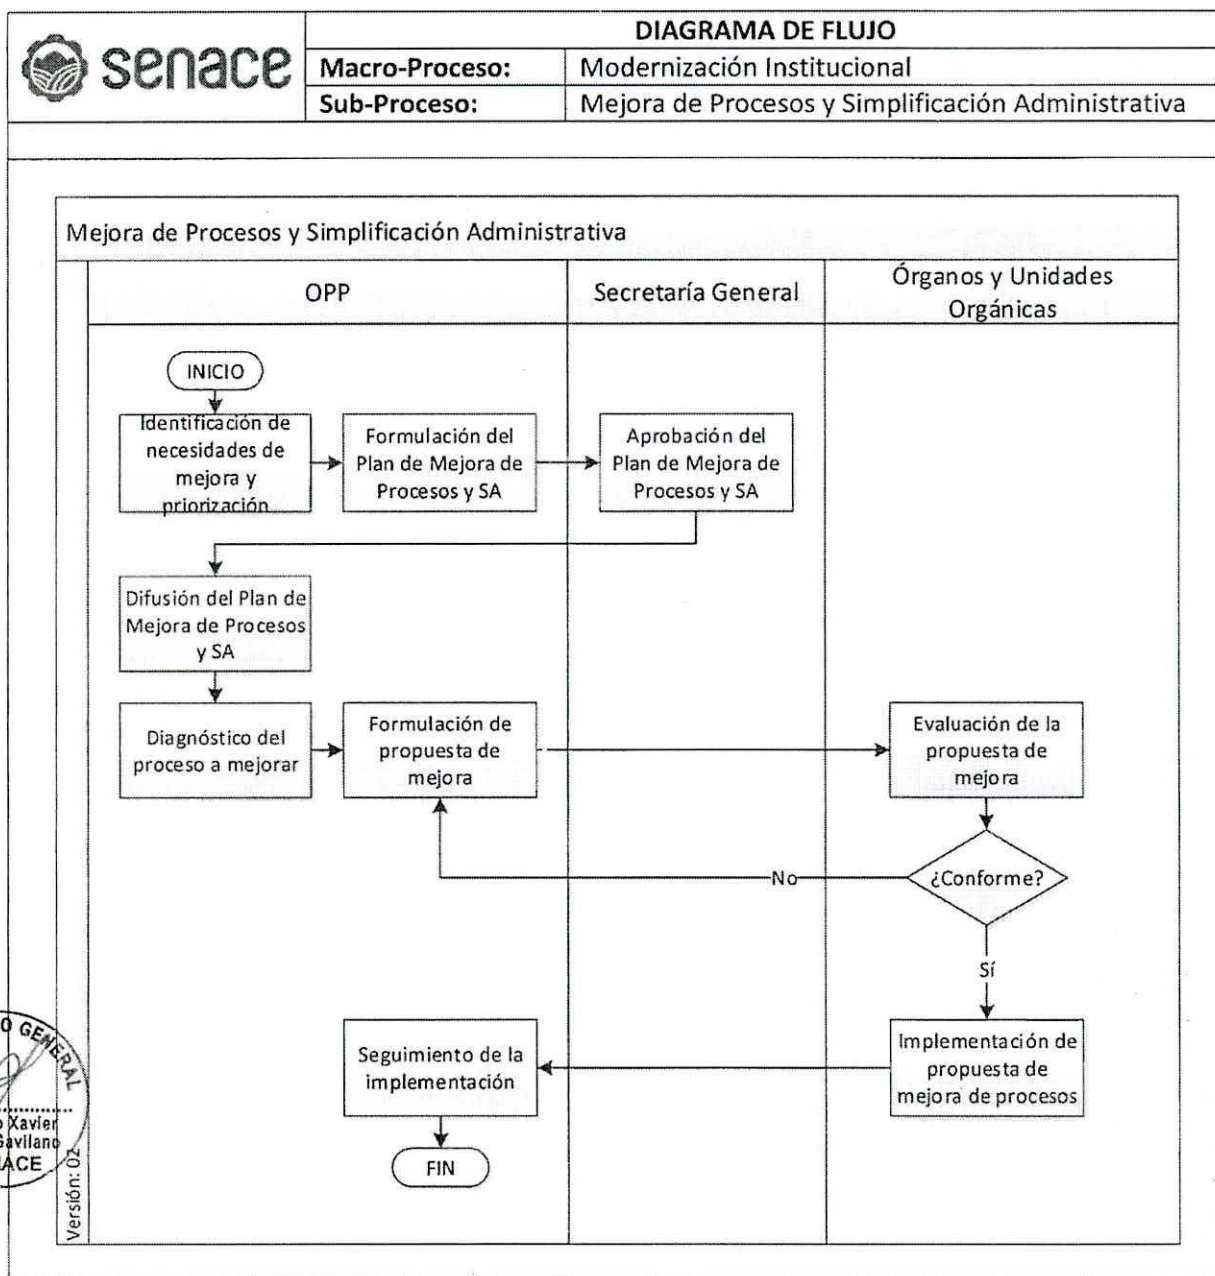 senace
DIAGRAMA DE FLUJO
Macro-Proceso: Modernización Institucional
Sub-Proceso: Mejora de Procesos y Simplificación Administrativa
Mejora de Procesos y Simplificación Administrativa
OPP
Secretaría General
Órganos y Unidades
Orgánicas
INICIO
Identificación de
necesidades de
mejora y
priorización
Formulación del
Plan de Mejora de
Procesos y SA
Aprobación del
Plan de Mejora de
Procesos y SA
Difusión del Plan de
Mejora de Procesos
y SA
Diagnóstico del
proceso a mejorar
Formulación de
propuesta de
mejora
Evaluación de la
propuesta de
mejora
¿Conforme?
No
Sí
Implementación de
propuesta de
mejora de procesos
Seguimiento de la
implementación
FIN
Versión: 02
O GENERAL
Xavier
Gavilano
ACE